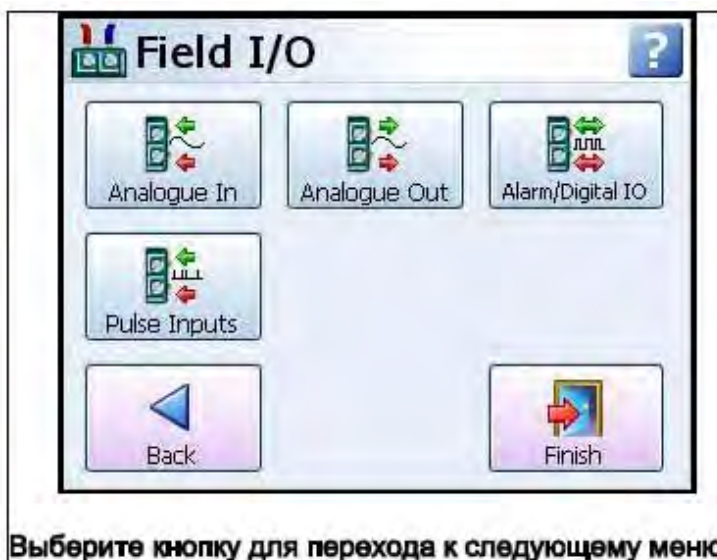 Field I/O ?
Analogue In Analogue Out Alarm/Digital IO
Pulse Inputs
Back Finish
Выберите кнопку для перехода к следующему меню